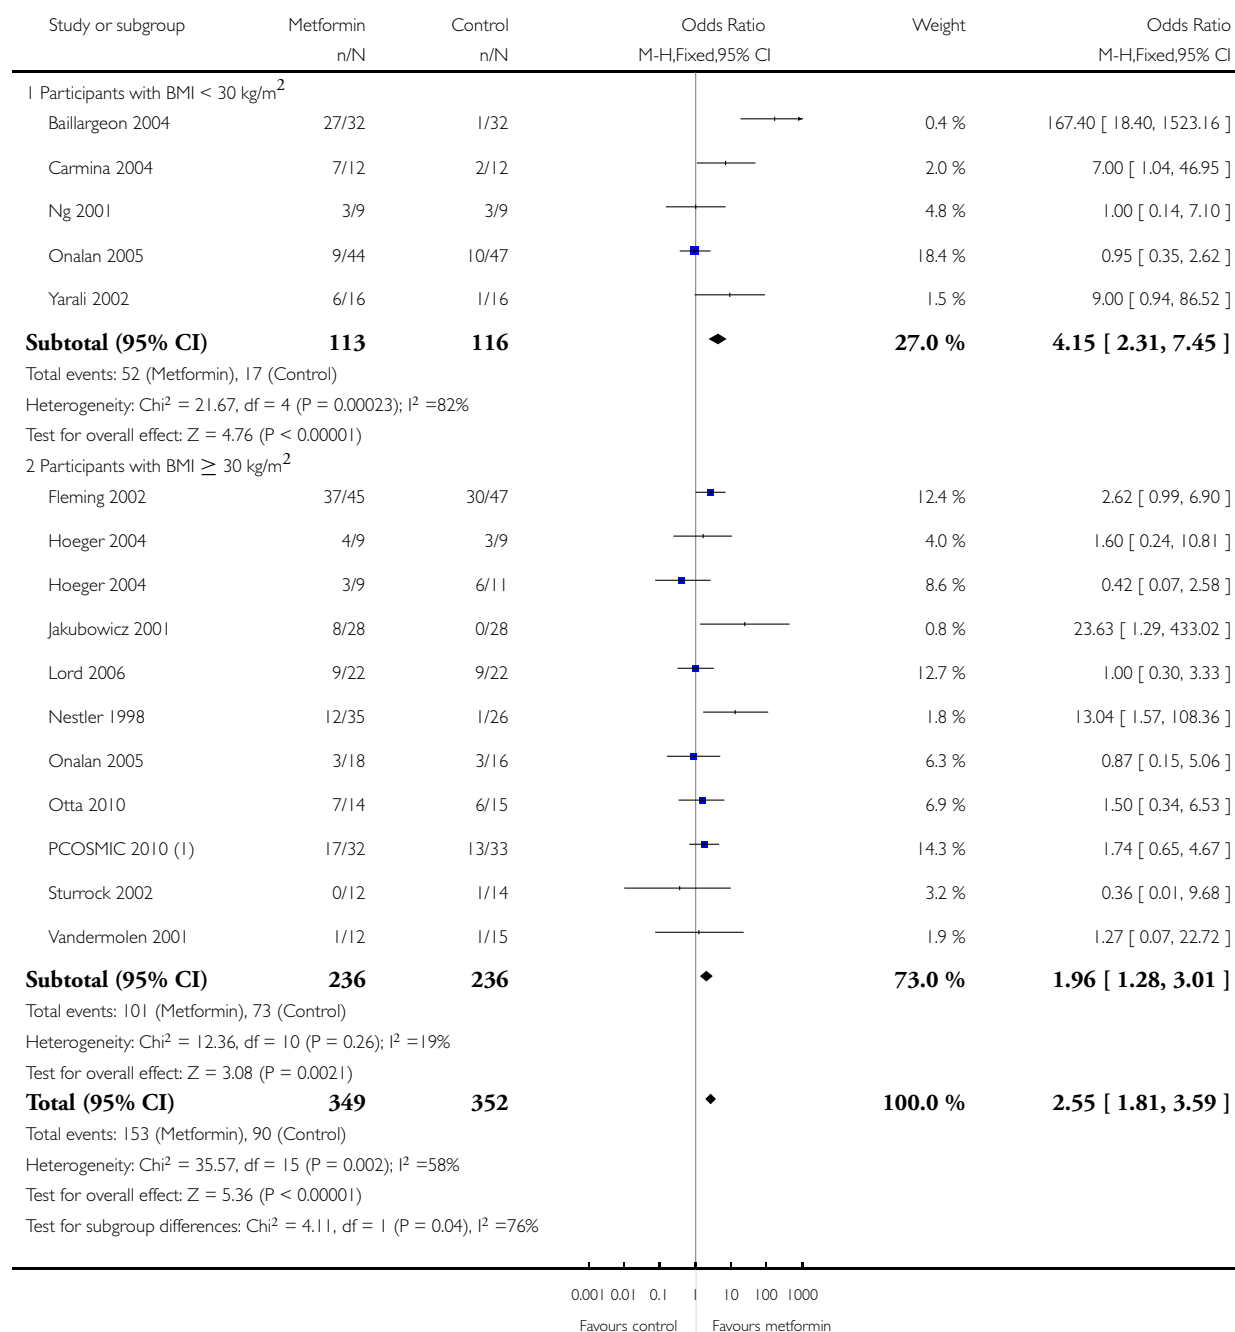 Study or subgroup Metformin Control Odds Ratio Weight Odds Ratio
n/N n/N M-H,Fixed,95% CI M-H,Fixed,95% CI
1 Participants with BMI < 30 kg/m²
Baillargeon 2004 27/32 1/32 0.4 % 167.40 [ 18.40, 1523.16 ]
Carmina 2004 7/12 2/12 2.0 % 7.00 [ 1.04, 46.95 ]
Ng 2001 3/9 3/9 4.8 % 1.00 [ 0.14, 7.10 ]
Onalan 2005 9/44 10/47 18.4 % 0.95 [ 0.35, 2.62 ]
Yarali 2002 6/16 1/16 1.5 % 9.00 [ 0.94, 86.52 ]
Subtotal (95% CI) 113 116 27.0 % 4.15 [ 2.31, 7.45 ]
Total events: 52 (Metformin), 17 (Control)
Heterogeneity: Chi² = 21.67, df = 4 (P = 0.00023); I² =82%
Test for overall effect: Z = 4.76 (P < 0.00001)
2 Participants with BMI ≥ 30 kg/m²
Fleming 2002 37/45 30/47 12.4 % 2.62 [ 0.99, 6.90 ]
Hoeger 2004 4/9 3/9 4.0 % 1.60 [ 0.24, 10.81 ]
Hoeger 2004 3/9 6/11 8.6 % 0.42 [ 0.07, 2.58 ]
Jakubowicz 2001 8/28 0/28 0.8 % 23.63 [ 1.29, 433.02 ]
Lord 2006 9/22 9/22 12.7 % 1.00 [ 0.30, 3.33 ]
Nestler 1998 12/35 1/26 1.8 % 13.04 [ 1.57, 108.36 ]
Onalan 2005 3/18 3/16 6.3 % 0.87 [ 0.15, 5.06 ]
Otta 2010 7/14 6/15 6.9 % 1.50 [ 0.34, 6.53 ]
PCOSMIC 2010 (1) 17/32 13/33 14.3 % 1.74 [ 0.65, 4.67 ]
Sturrock 2002 0/12 1/14 3.2 % 0.36 [ 0.01, 9.68 ]
Vandermolen 2001 1/12 1/15 1.9 % 1.27 [ 0.07, 22.72 ]
Subtotal (95% CI) 236 236 73.0 % 1.96 [ 1.28, 3.01 ]
Total events: 101 (Metformin), 73 (Control)
Heterogeneity: Chi² = 12.36, df = 10 (P = 0.26); I² =19%
Test for overall effect: Z = 3.08 (P = 0.0021)
Total (95% CI) 349 352 100.0 % 2.55 [ 1.81, 3.59 ]
Total events: 153 (Metformin), 90 (Control)
Heterogeneity: Chi² = 35.57, df = 15 (P = 0.002); I² =58%
Test for overall effect: Z = 5.36 (P < 0.00001)
Test for subgroup differences: Chi² = 4.11, df = 1 (P = 0.04), I² =76%
0.001 0.01 0.1 1 10 100 1000
Favours control Favours metformin